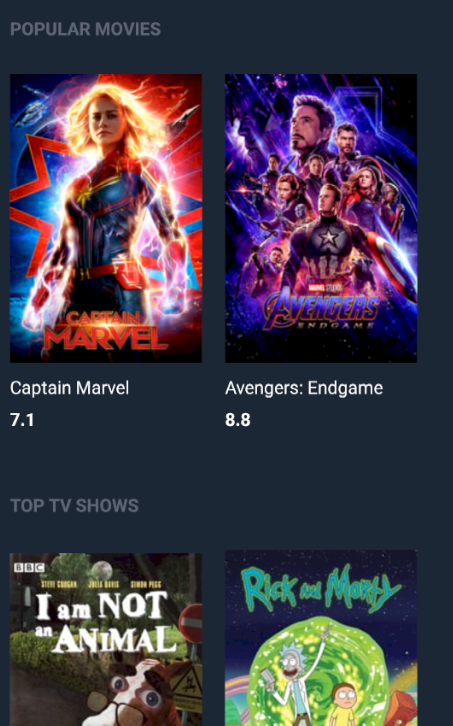 POPULAR MOVIES
CAPTAIN
MARVEL
MARVEL STUDIOS
AVENGERS
ENDGAME
Captain Marvel
Avengers: Endgame
7.1
8.8
TOP TV SHOWS
BBC
STEVE COOGAN JULIA DAVIS SIMON PEGG
I am NOT
an ANIMAL
Rick and Morty